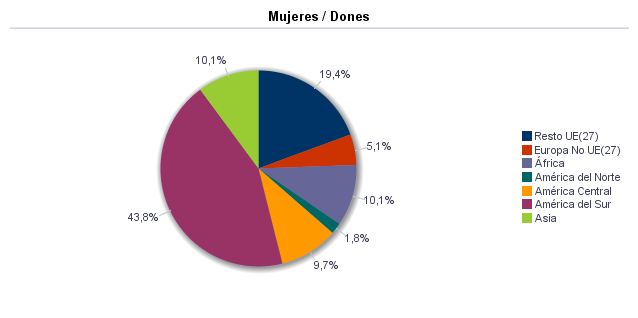 Mujeres / Dones
10,1%
19,4%
5,1%
10,1%
1,8%
9,7%
43,8%
Resto UE(27)
Europa No UE(27)
África
América del Norte
América Central
América del Sur
Asia